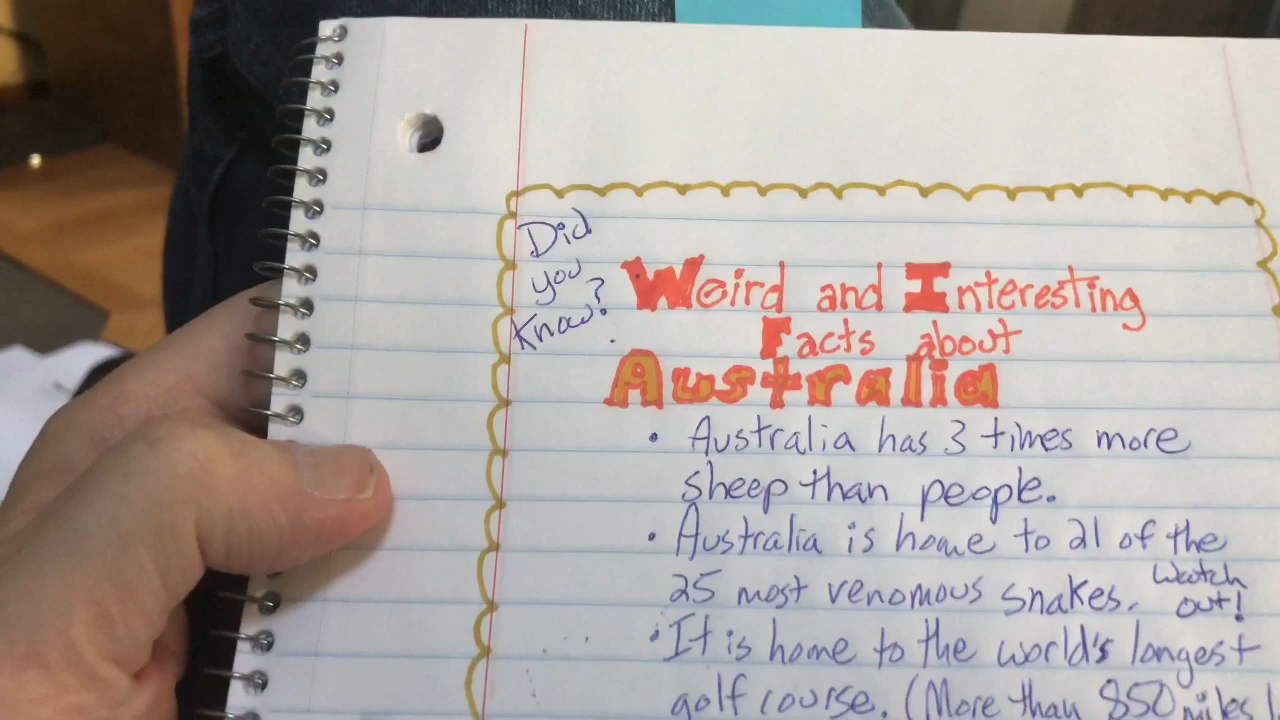 Did
you
Know?
Weird and Interesting
Facts about
Australia
• Australia has 3 times more
sheep than people.
• Australia is home to 21 of the
25 most venomous snakes. Watch
out!
• It is home to the world's longest
golf course. (More than 850 miles